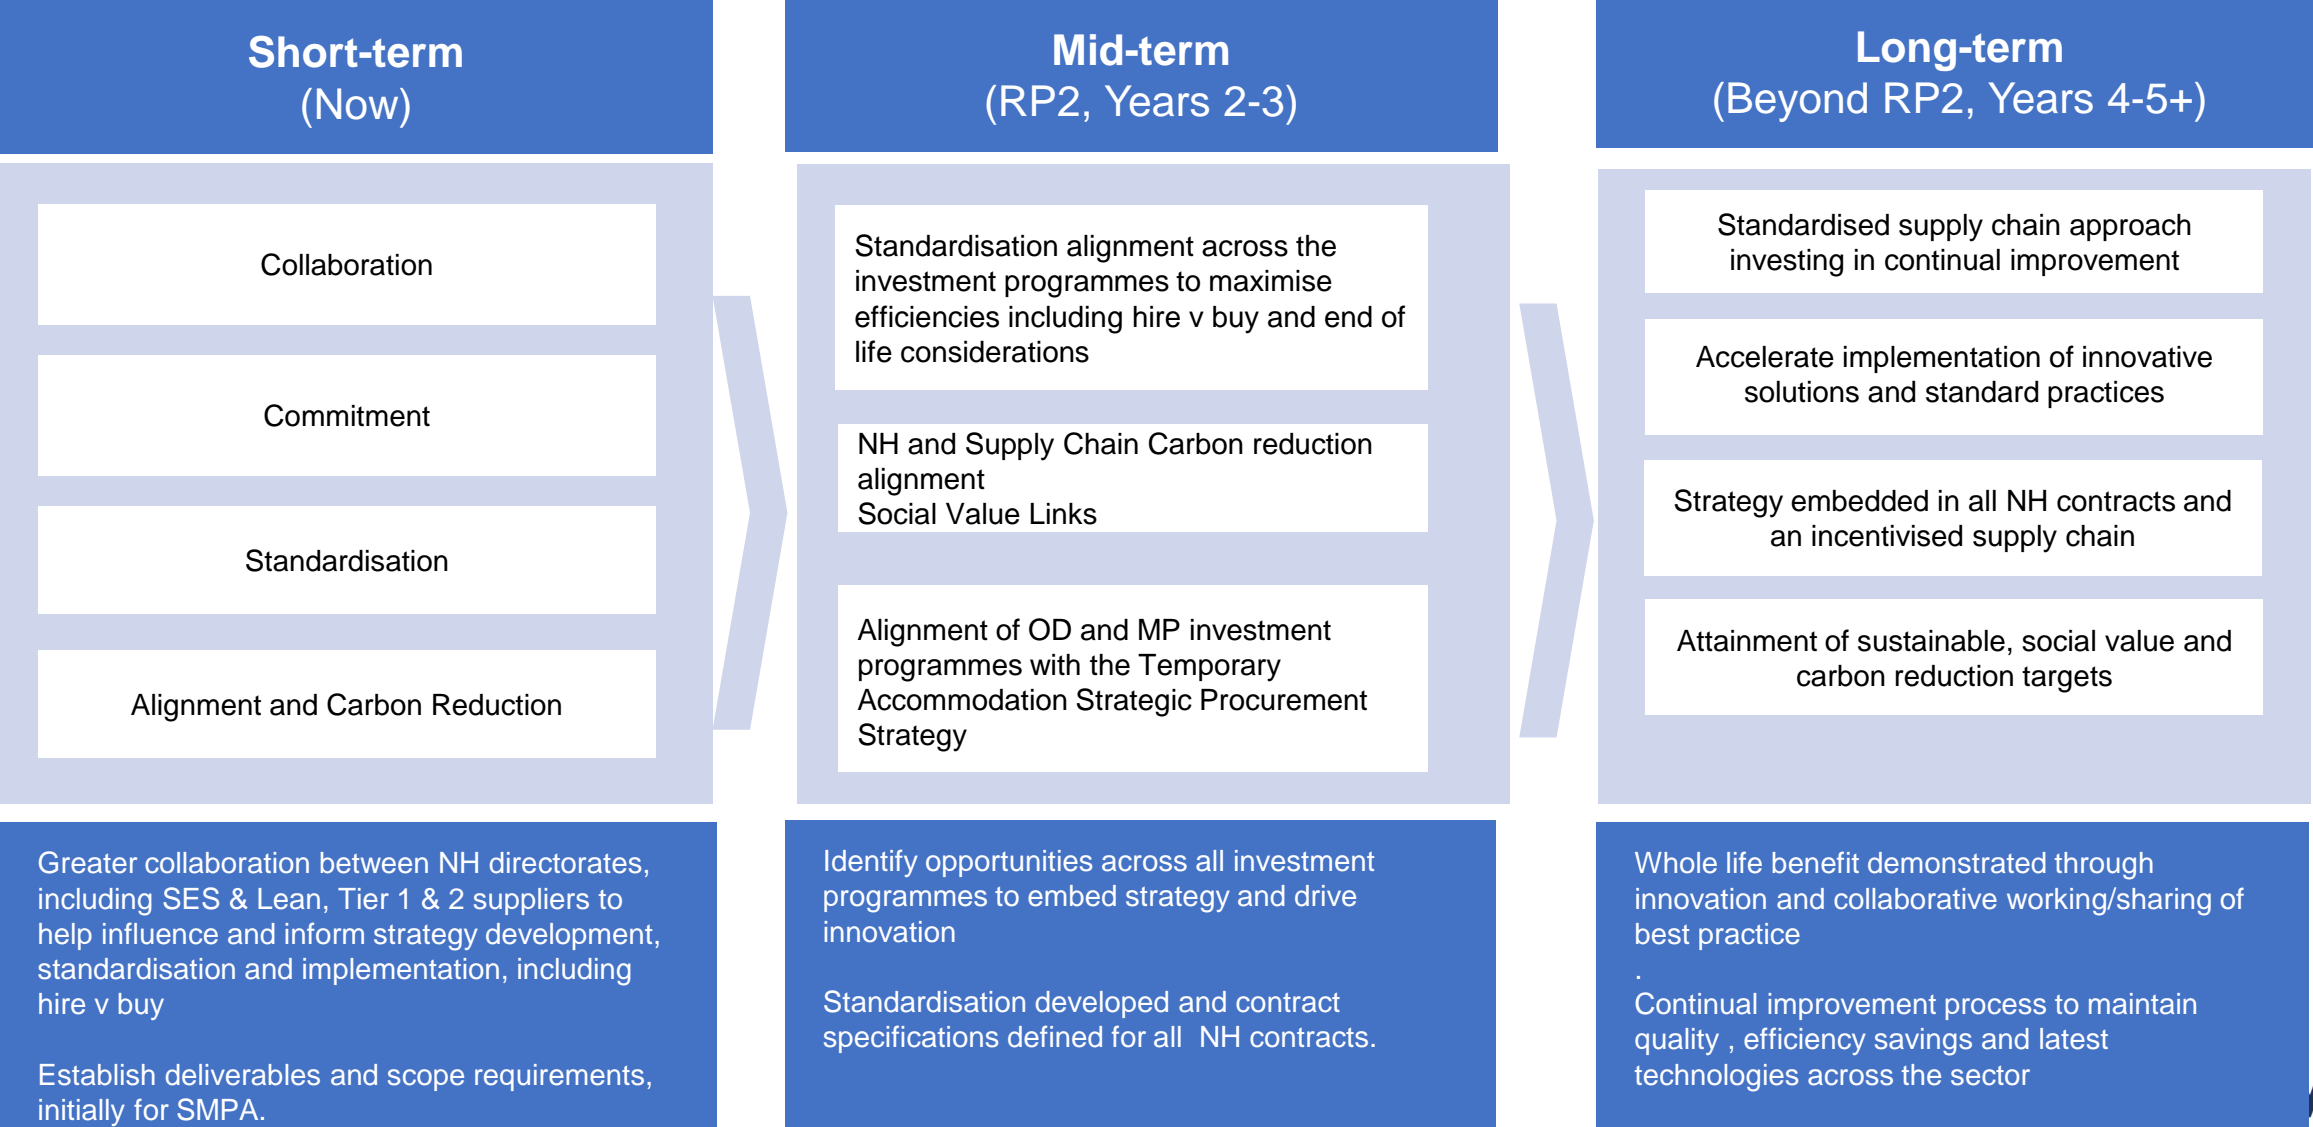 Short-term
(Now)
Collaboration
Commitment
Standardisation
Alignment and Carbon Reduction
Greater collaboration between NH directorates,
including SES & Lean, Tier 1 & 2 suppliers to
help influence and inform strategy development,
standardisation and implementation, including
hire v buy
Establish deliverables and scope requirements,
initially for SMPA.
Mid-term
(RP2, Years 2-3)
Standardisation alignment across the
investment programmes to maximise
efficiencies including hire v buy and end of
life considerations
NH and Supply Chain Carbon reduction
alignment
Social Value Links
Alignment of OD and MP investment
programmes with the Temporary
Accommodation Strategic Procurement
Strategy
Identify opportunities across all investment
programmes to embed strategy and drive
innovation
Standardisation developed and contract
specifications defined for all  NH contracts.
Long-term
(Beyond RP2, Years 4-5+)
Standardised supply chain approach
investing in continual improvement
Accelerate implementation of innovative
solutions and standard practices
Strategy embedded in all NH contracts and
an incentivised supply chain
Attainment of sustainable, social value and
carbon reduction targets
Whole life benefit demonstrated through
innovation and collaborative working/sharing of
best practice
.
Continual improvement process to maintain
quality , efficiency savings and latest
technologies across the sector